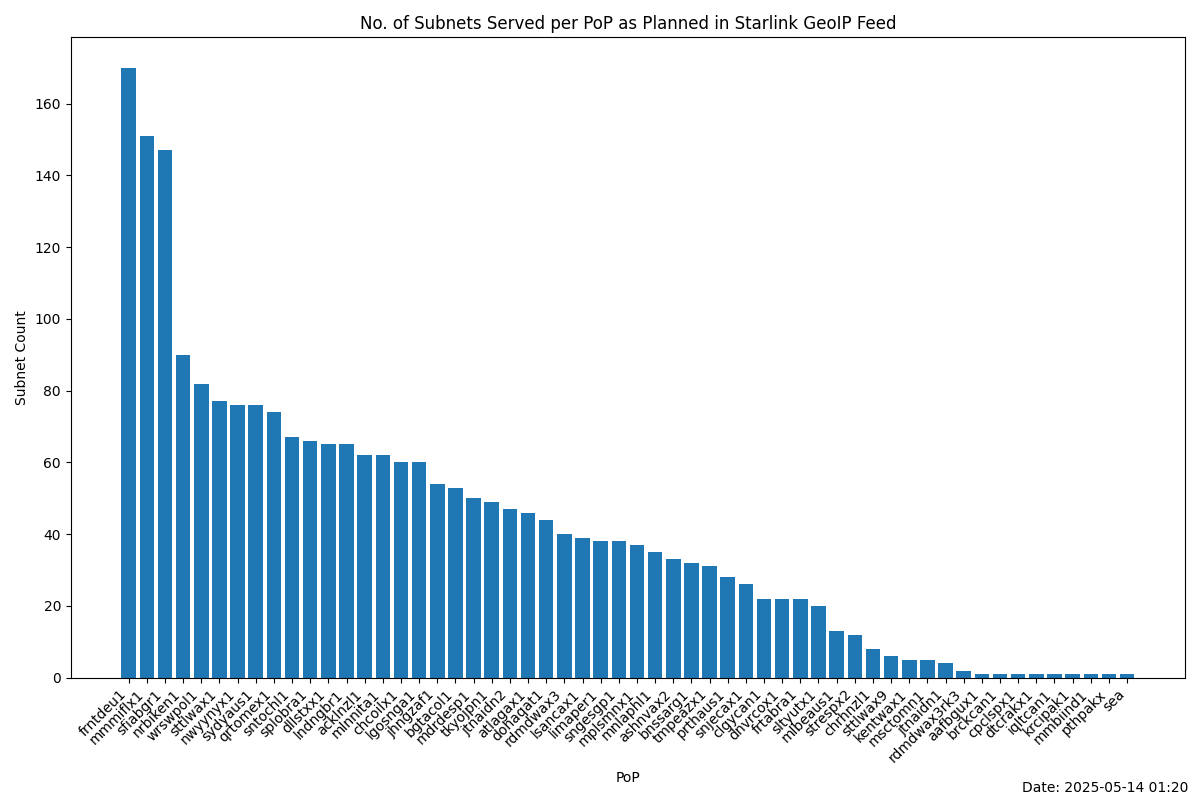 No. of Subnets Served per PoP as Planned in Starlink GeoIP Feed
Subnet Count
160
140
120
100
80
60
40
20
0
frntdeu1
mmmiflx1
sfiabgr1
nrbiken1
wrswpol1
sttlwax1
nwyynyx1
sydyaus1
qrtomex1
sntochl1
splobra1
dllstxx1
lndngbr1
acklnzl1
mlnnita1
chcoilx1
lgosnga1
jhngzaf1
bgtacol1
mdrdesp1
tkyojpn1
jtnaidn2
atlagax1
dohaqat1
rdmdwax3
lsancax1
limaper1
sngesgp1
mplsmnx1
mnlaphl1
ashnvax2
bnssarg1
tmpeazx1
prthaus1
snjecax1
clgycan1
dnvrcox1
frtabra1
sltyutx1
mlbeaus1
strespx2
chrhnzl1
sttlwax9
kentwax1
msctomn1
jtnaidn1
rdmdwaxsrk3
aafbgux1
brckcan1
cpcispx1
dtcrakx1
iqltcan1
krcipak1
mmbiind1
pthpakx
sea
PoP
Date: 2025-05-14 01:20